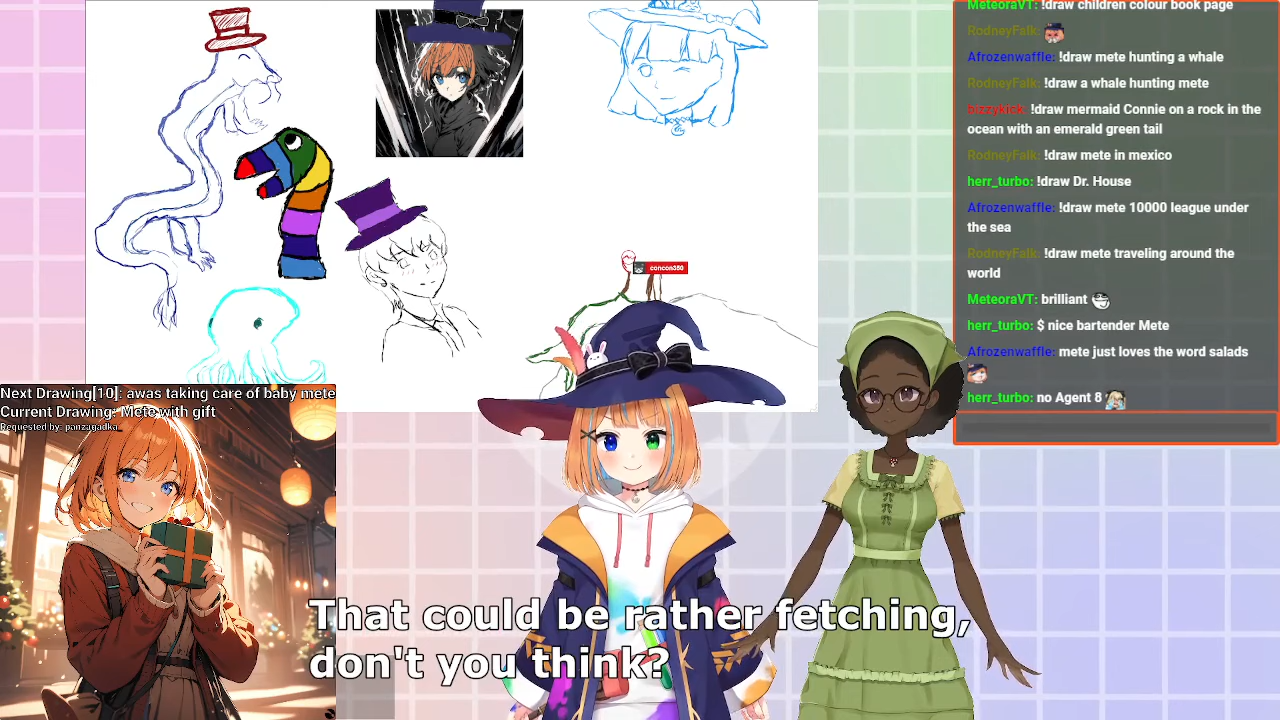 MeteoraVT: !draw children colour book page
RodneyFalk:
Afrozenwaffle: !draw mete hunting a whale
RodneyFalk: !draw a whale hunting mete
bizzykick: !draw mermaid Connie on a rock in the
ocean with an emerald green tail
RodneyFalk: !draw mete in mexico
herr_turbo: !draw Dr. House
Afrozenwaffle: !draw mete 10000 league under
the sea
RodneyFalk: !draw mete traveling around the
world
MeteoraVT: brilliant
herr_turbo: $ nice bartender Mete
Afrozenwaffle: mete just loves the word salads
herr_turbo: no Agent 8
concon350
Next Drawing[10]: awas taking care of baby mete
Current Drawing: Mete with gift
Requested by: panzagadka_
That could be rather fetching,
don't you think?